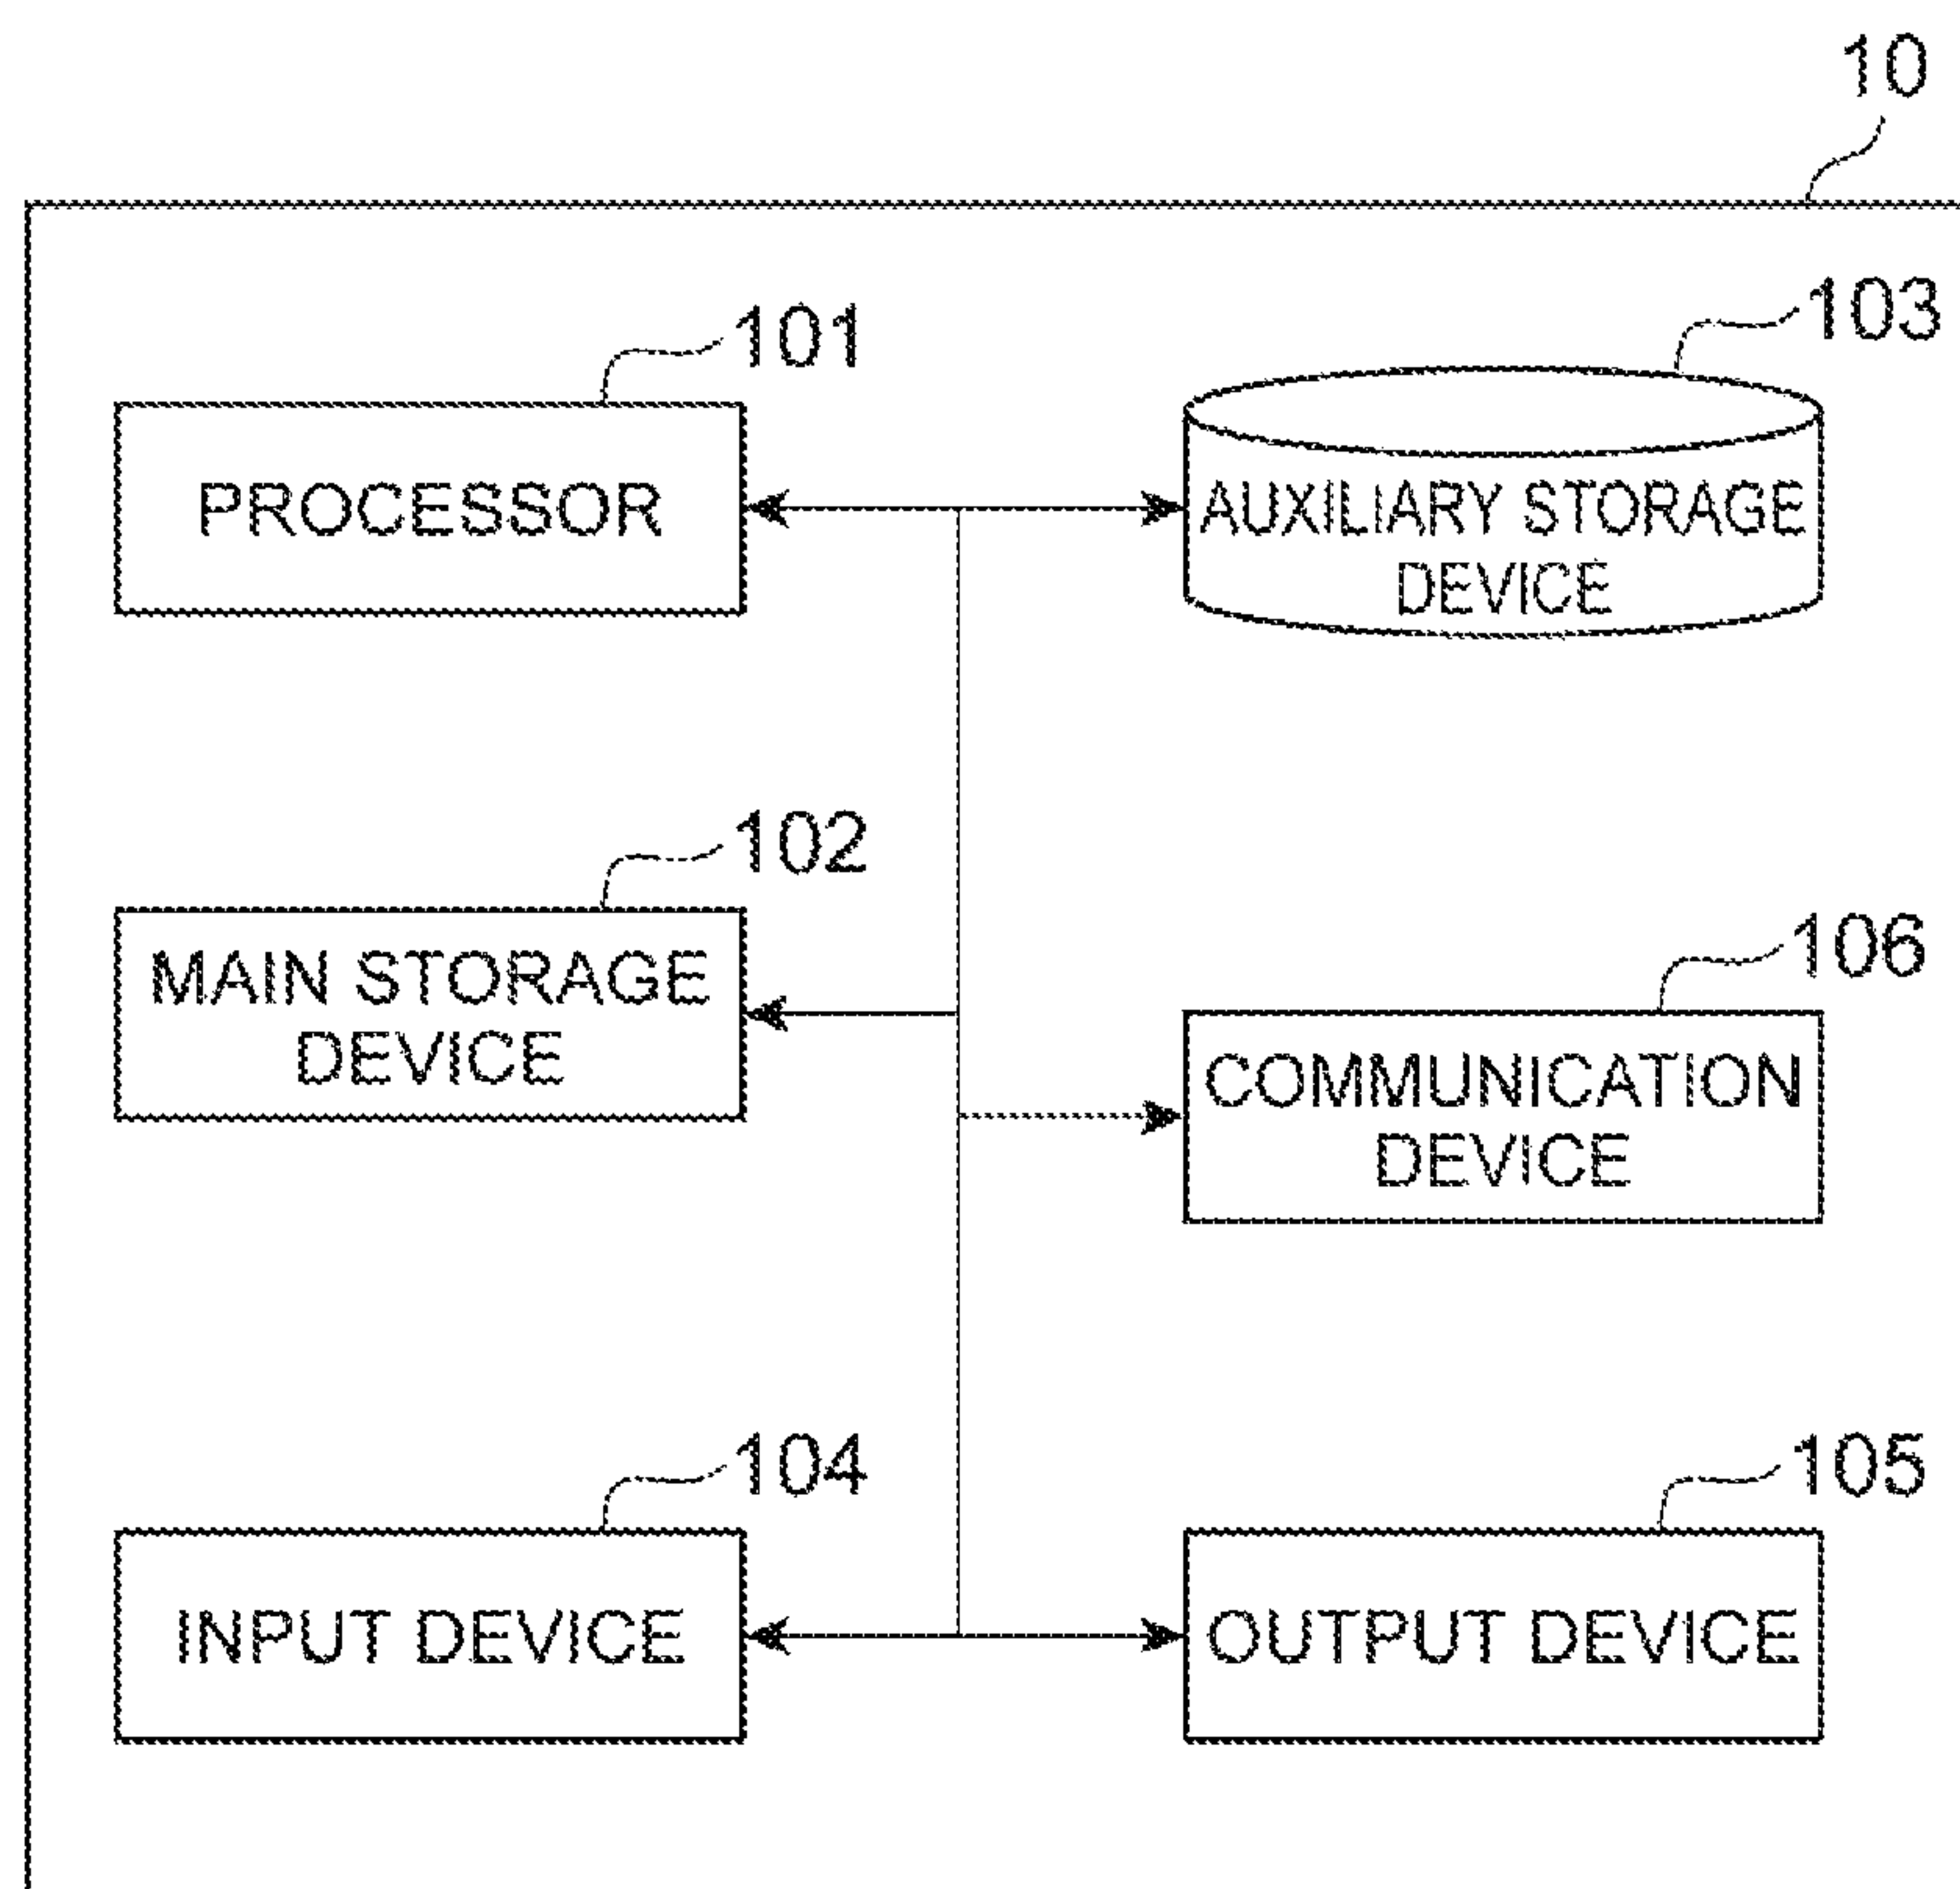 10
101
PROCESSOR
103
AUXILIARY STORAGE
DEVICE
102
MAIN STORAGE
DEVICE
106
COMMUNICATION
DEVICE
104
INPUT DEVICE
105
OUTPUT DEVICE